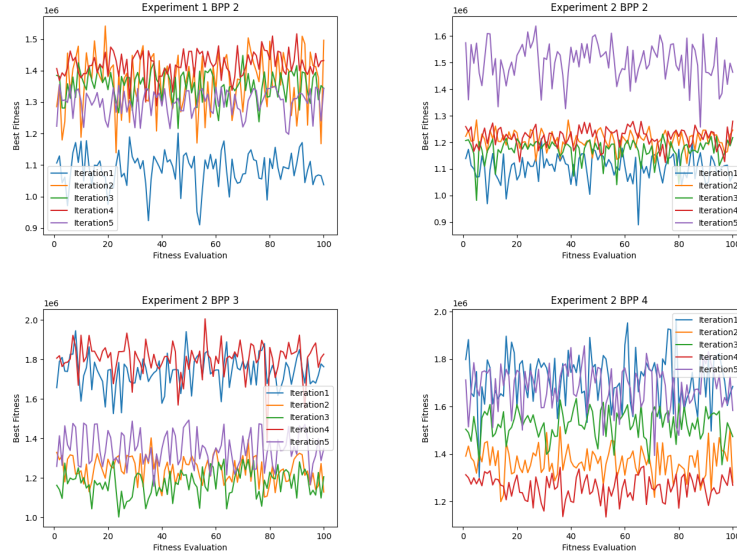 Experiment 1 BPP 2
1e6
1.5
1.4
1.3
1.2
1.1
1.0
0.9
Best Fitness
Iteration1
Iteration2
Iteration3
Iteration4
Iteration5
0 20 40 60 80 100
Fitness Evaluation
Experiment 2 BPP 2
1e6
1.6
1.5
1.4
1.3
1.2
1.1
1.0
0.9
Best Fitness
Iteration1
Iteration2
Iteration3
Iteration4
Iteration5
0 20 40 60 80 100
Fitness Evaluation
Experiment 2 BPP 3
1e6
2.0
1.8
1.6
1.4
1.2
1.0
Best Fitness
Iteration1
Iteration2
Iteration3
Iteration4
Iteration5
0 20 40 60 80 100
Fitness Evaluation
Experiment 2 BPP 4
1e6
2.0
1.8
1.6
1.4
1.2
Best Fitness
Iteration1
Iteration2
Iteration3
Iteration4
Iteration5
0 20 40 60 80 100
Fitness Evaluation